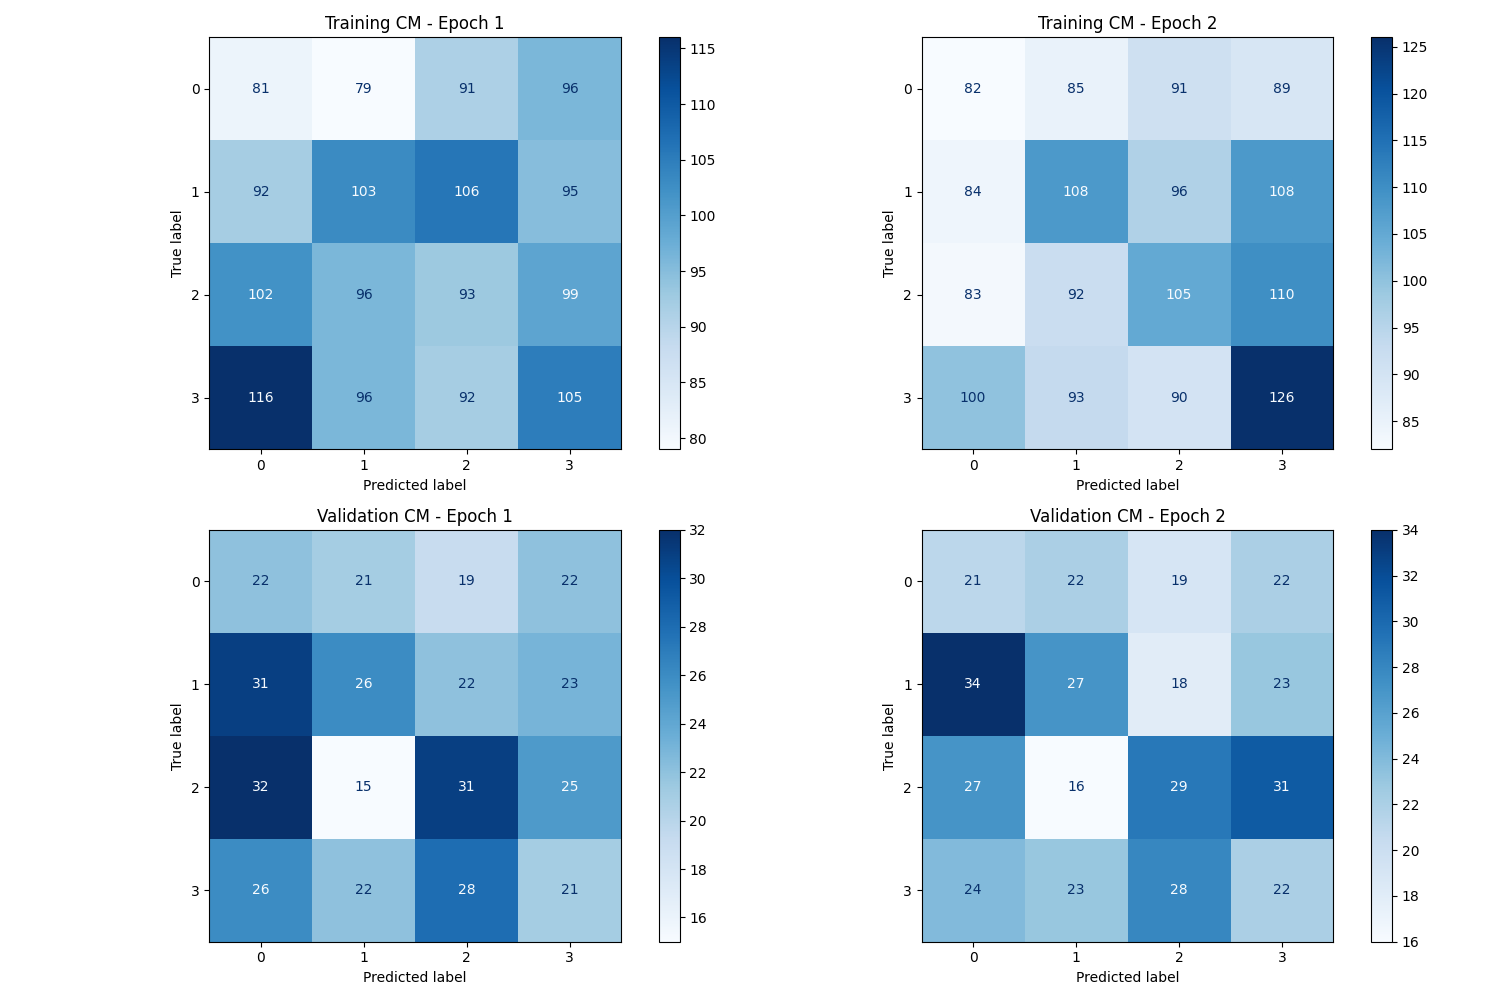 Training CM - Epoch 1
0 81 79 91 96
1 92 103 106 95
2 102 96 93 99
3 116 96 92 105
0 1 2 3
Predicted label
True label
115
110
105
100
95
90
85
80
Training CM - Epoch 2
0 82 85 91 89
1 84 108 96 108
2 83 92 105 110
3 100 93 90 126
0 1 2 3
Predicted label
True label
125
120
115
110
105
100
95
90
85
Validation CM - Epoch 1
0 22 21 19 22
1 31 26 22 23
2 32 15 31 25
3 26 22 28 21
0 1 2 3
Predicted label
True label
32
30
28
26
24
22
20
18
16
Validation CM - Epoch 2
0 21 22 19 22
1 34 27 18 23
2 27 16 29 31
3 24 23 28 22
0 1 2 3
Predicted label
True label
34
32
30
28
26
24
22
20
18
16